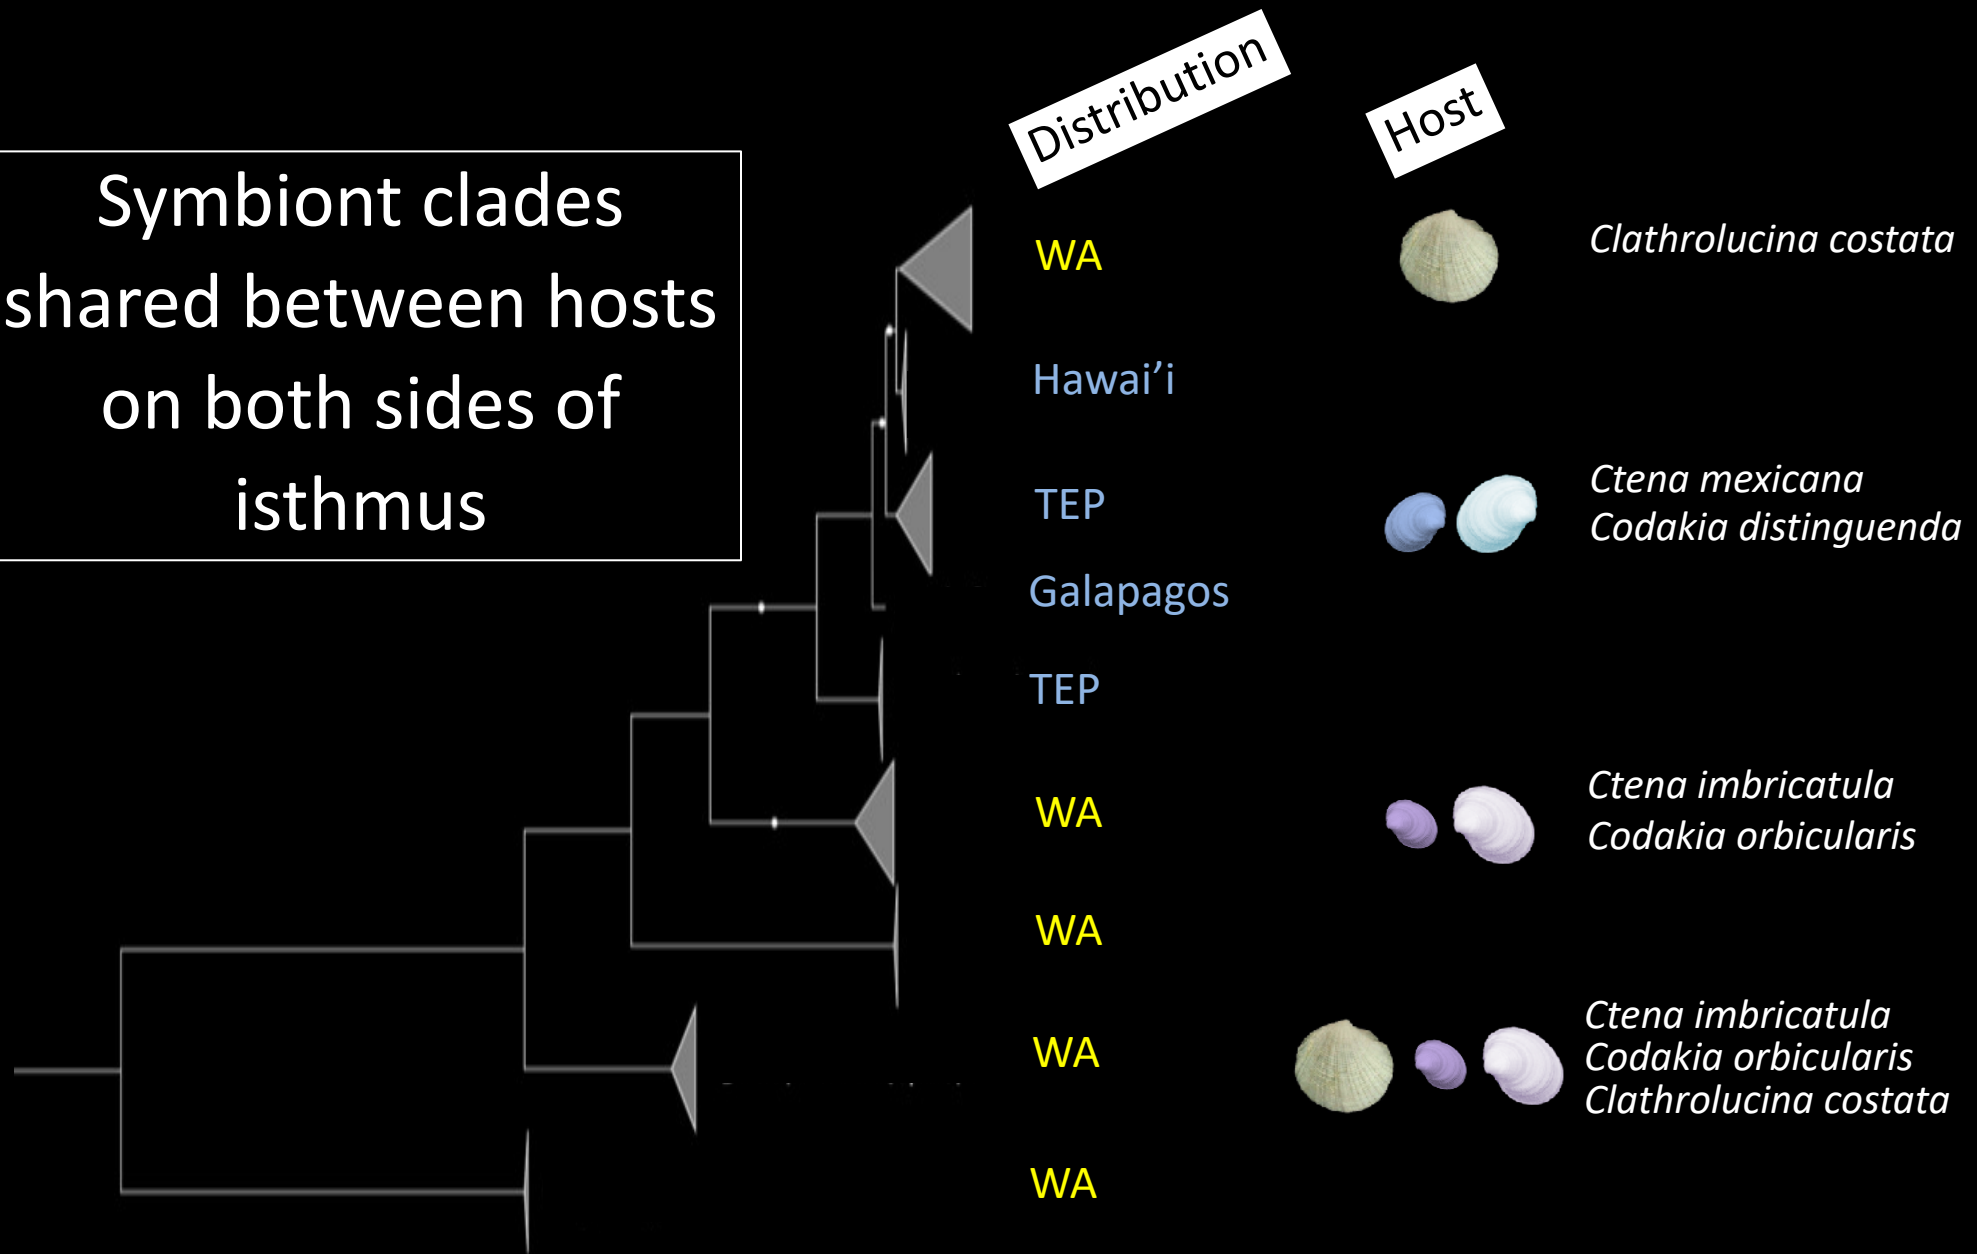 Symbiont clades
shared between hosts
on both sides of
isthmus
Distribution
Host
WA
Clathrolucina costata
Hawai’i
TEP
Ctena mexicana
Codakia distinguenda
Galapagos
TEP
WA
Ctena imbricatula
Codakia orbicularis
WA
WA
Ctena imbricatula
Codakia orbicularis
Clathrolucina costata
WA